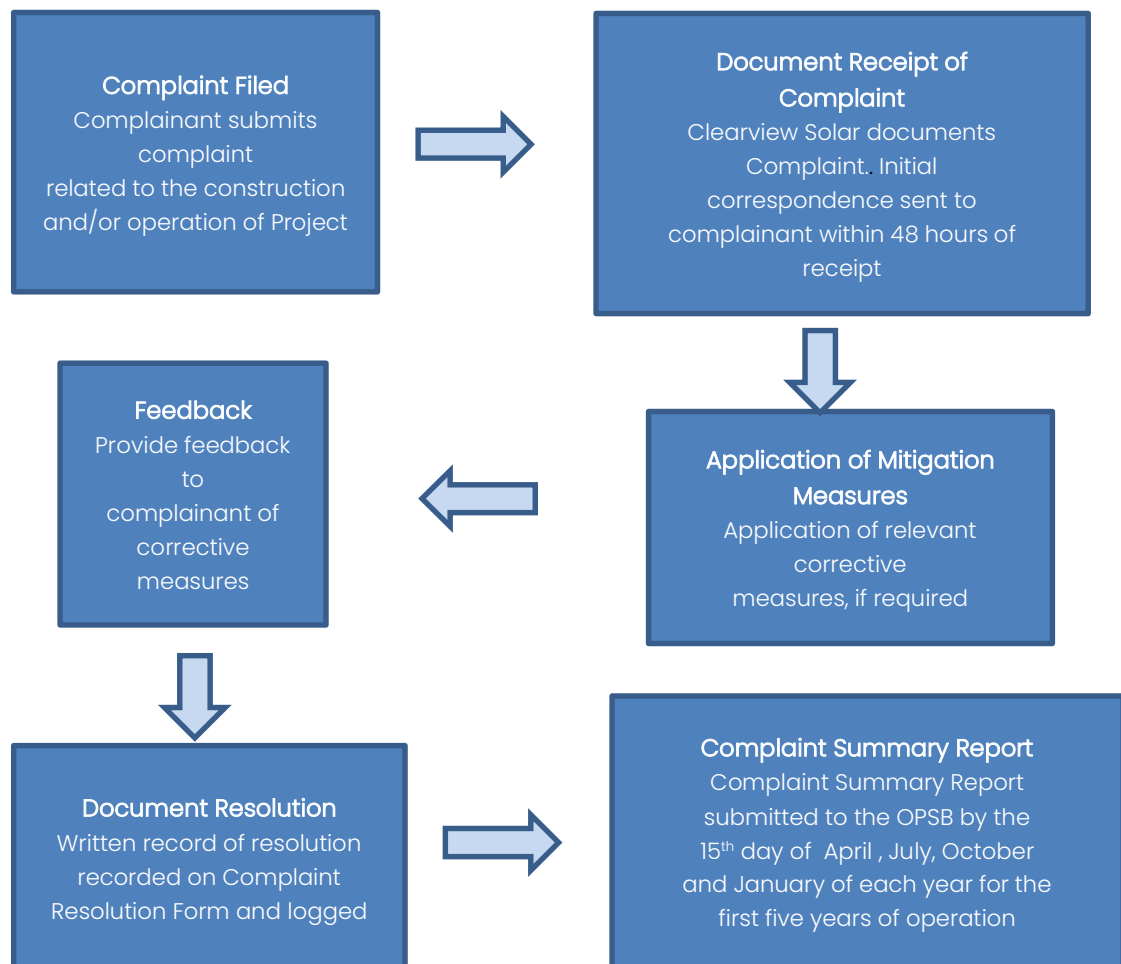 Complaint Filed
Complainant submits
complaint
related to the construction
and/or operation of Project
Document Receipt of
Complaint
Clearview Solar documents
Complaint.. Initial
correspondence sent to
complainant within 48 hours of
receipt
Application of Mitigation
Measures
Application of relevant
corrective
measures, if required
Feedback
Provide feedback
to
complainant of
corrective
measures
Document Resolution
Written record of resolution
recorded on Complaint
Resolution Form and logged
Complaint Summary Report
Complaint Summary Report
submitted to the OPSB by the
15th day of April , July, October
and January of each year for the
first five years of operation